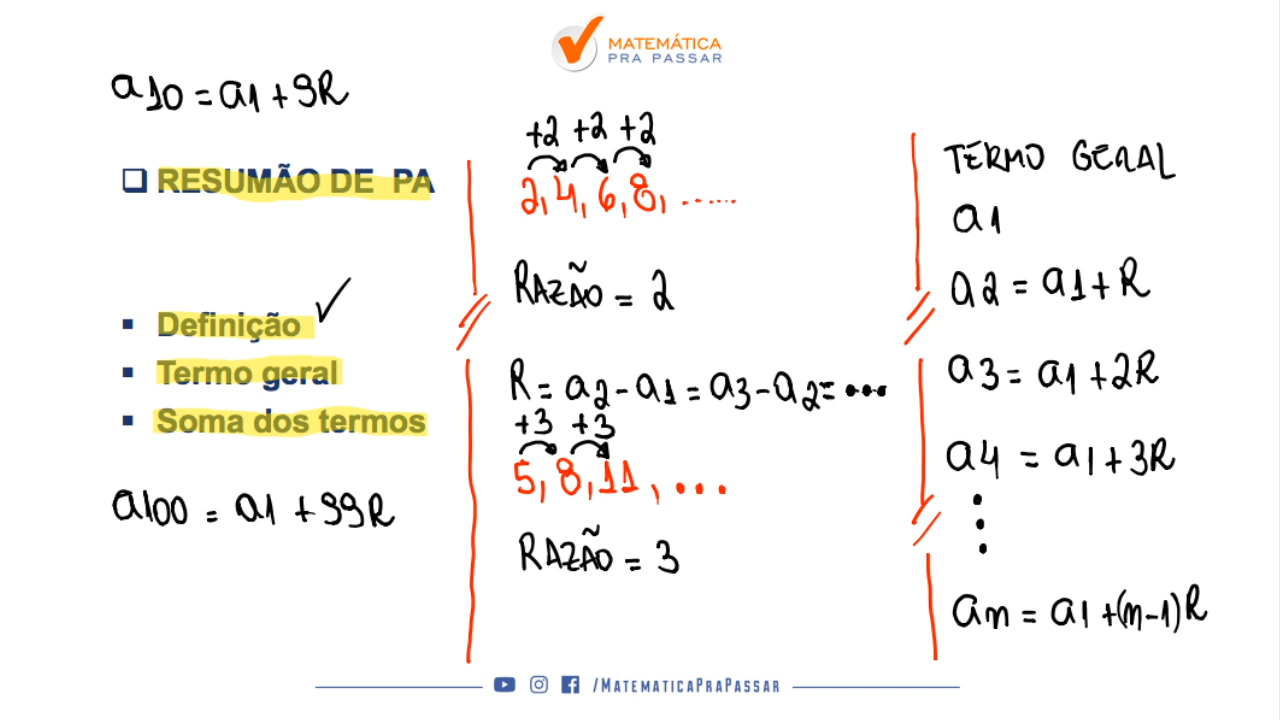 MATEMÁTICA
PRA PASSAR
a10 = a1 + 9R
RESUMÃO DE PA
Definição
Termo geral
Soma dos termos
a100 = a1 + 99R
+2 +2 +2
2, 4, 6, 8, ......
RAZÃO = 2
R = a2 - a1 = a3 - a2 = ...
+3 +3
5, 8, 11, ...
RAZÃO = 3
TERMO GERAL
a1
a2 = a1 + R
a3 = a1 + 2R
a4 = a1 + 3R
an = a1 + (n-1)R
/MATEMATICAPRAPASSAR